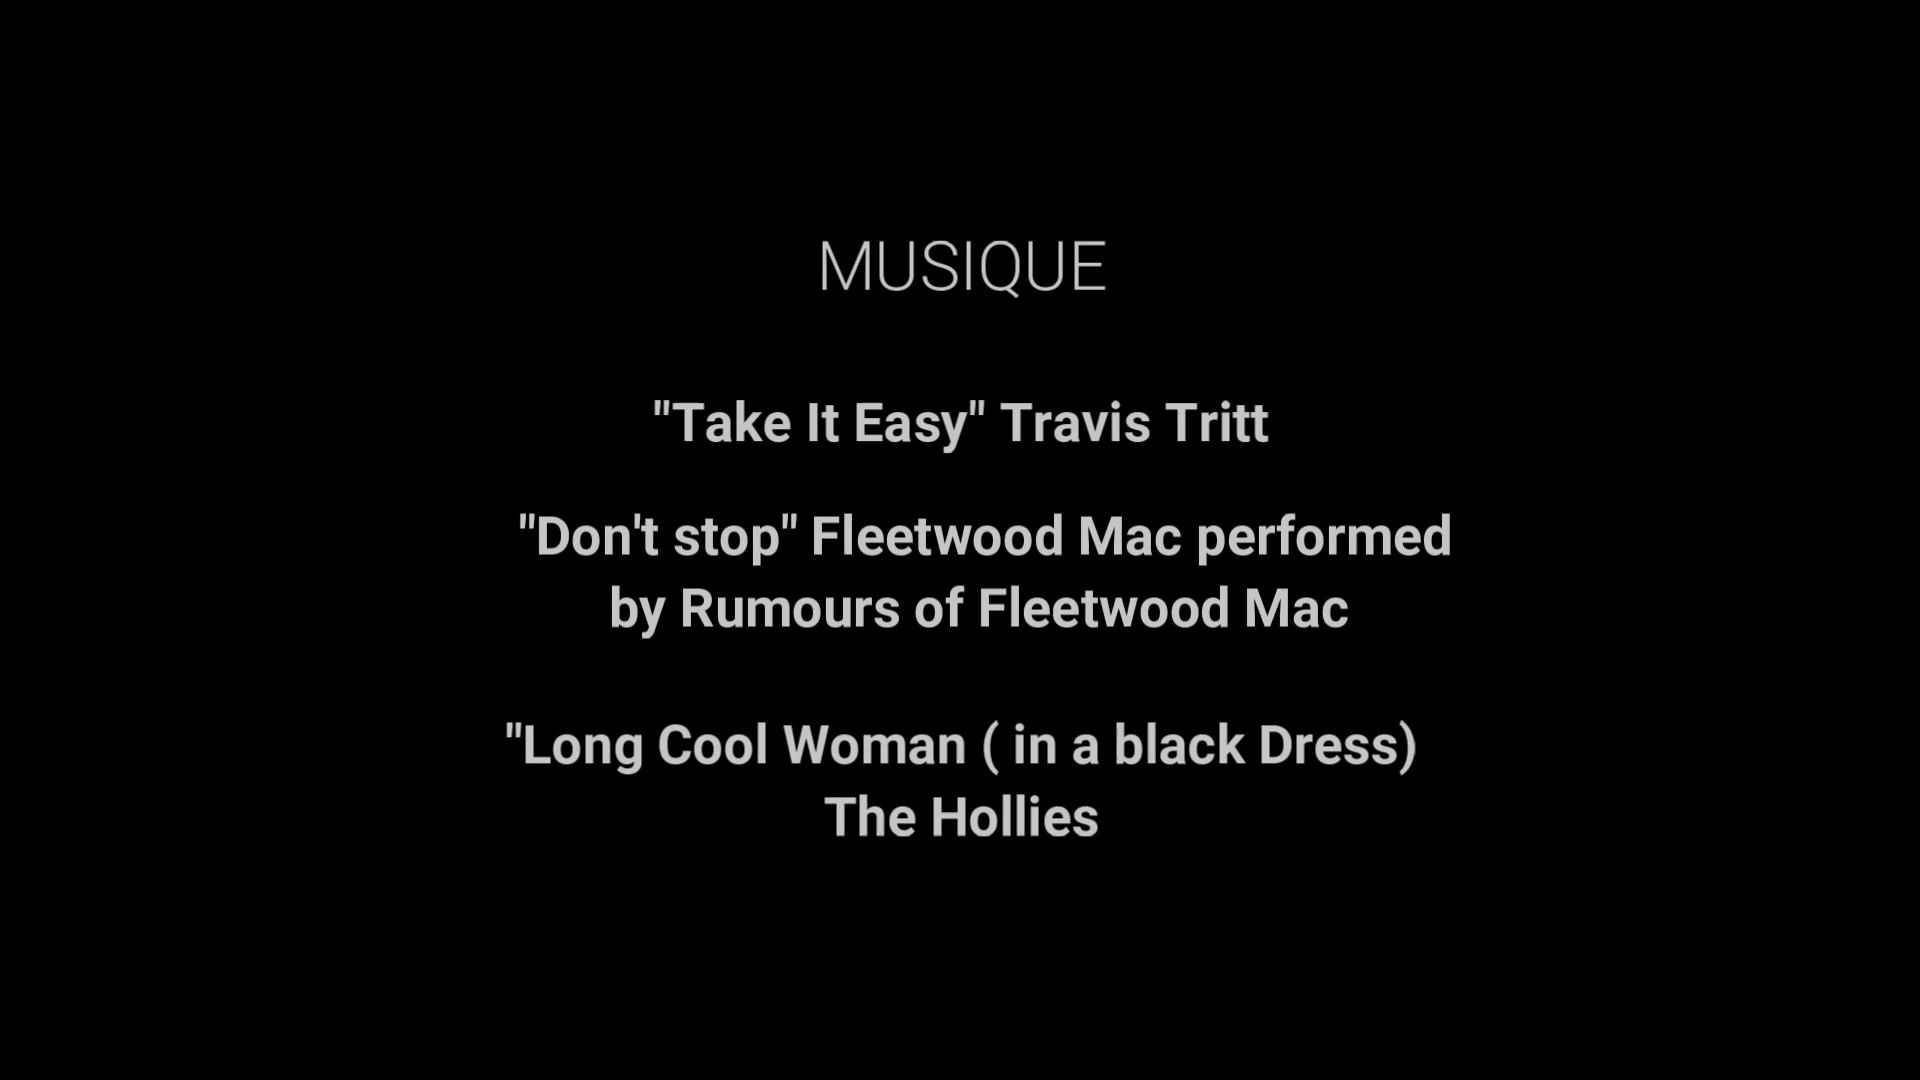 MUSIQUE
"Take It Easy" Travis Tritt
"Don't stop" Fleetwood Mac performed
by Rumours of Fleetwood Mac
"Long Cool Woman ( in a black Dress)
The Hollies